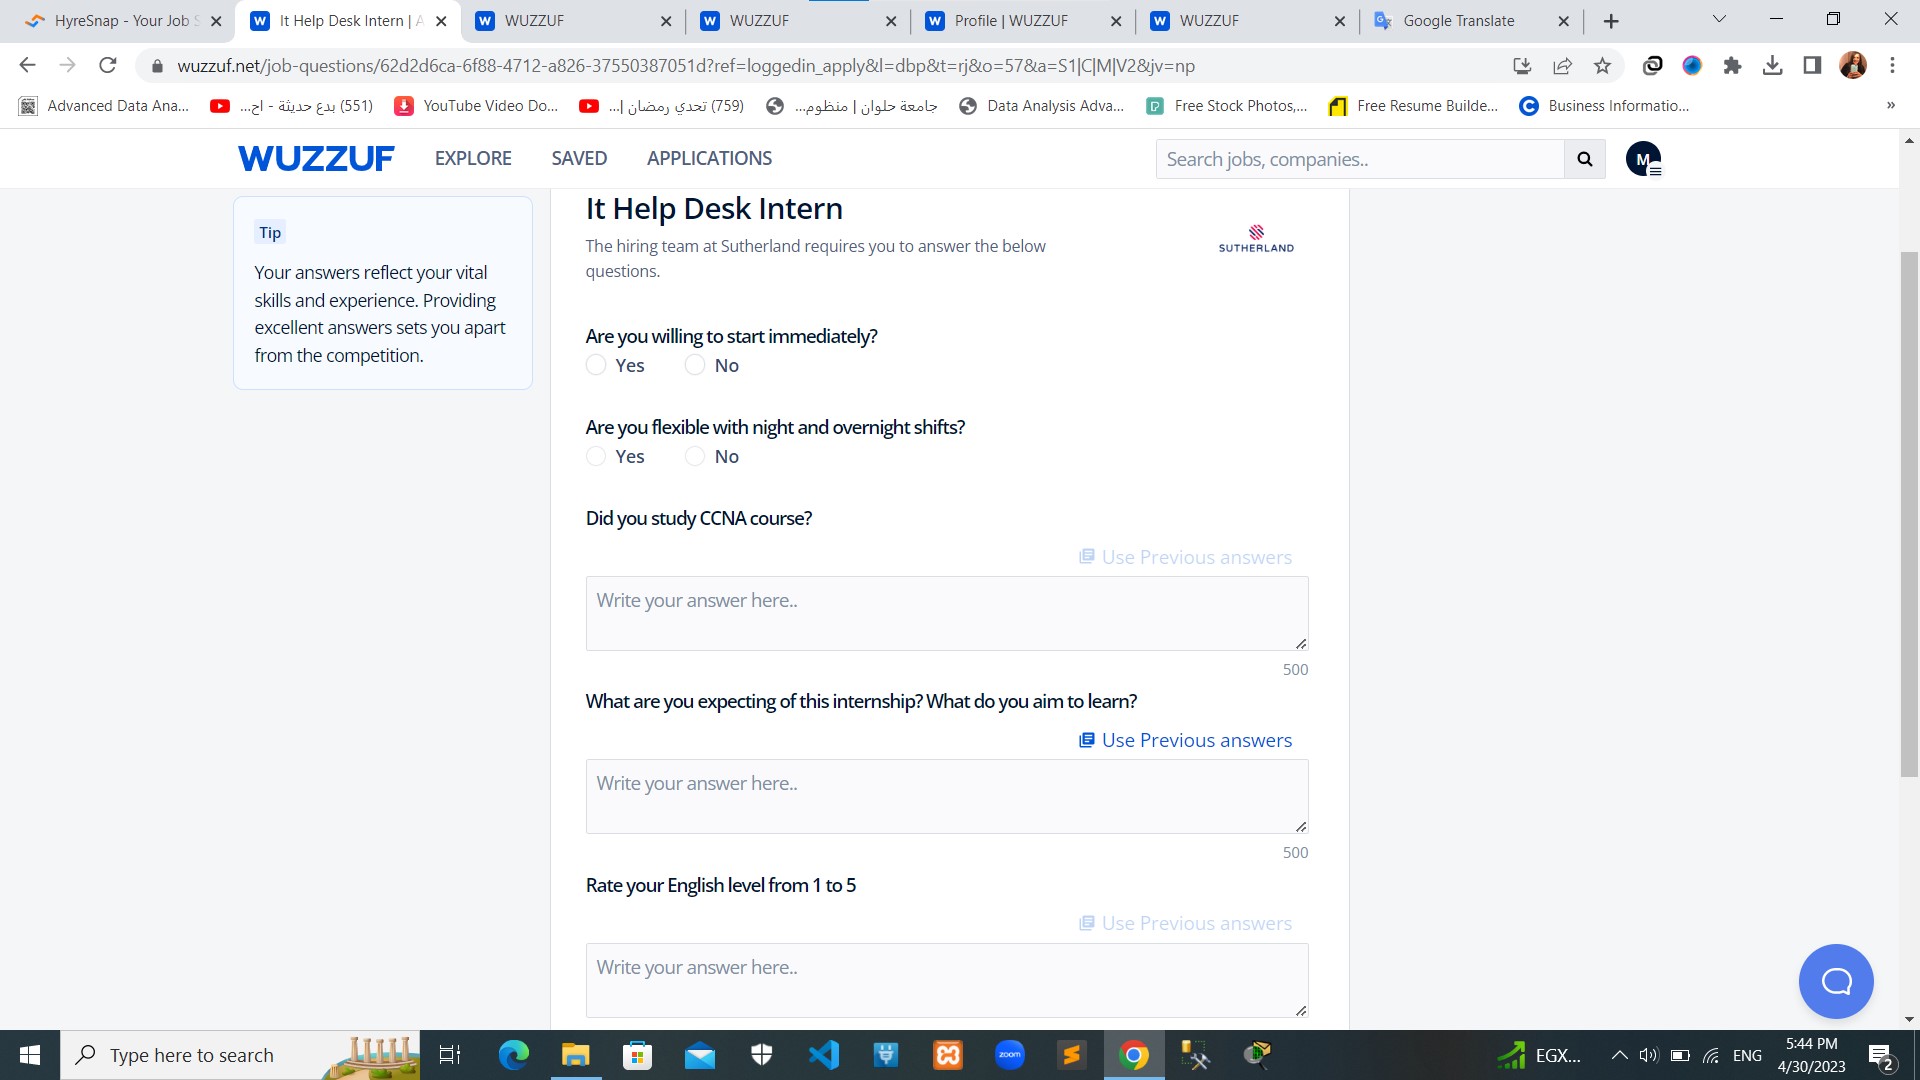 HyreSnap - Your Job S
It Help Desk Intern | A
WUZZUF
WUZZUF
Profile | WUZZUF
WUZZUF
Google Translate
wuzzuf.net/job-questions/62d2d6ca-6f88-4712-a826-37550387051d?ref=loggedin_apply&l=dbp&t=rj&o=57&a=S1|C|M|V2&jv=np
Advanced Data Ana...
(551) بدع حديثة - اح...
YouTube Video Do...
(759) تحدي رمضان |...
جامعة حلوان | منظوم...
Data Analysis Adva...
Free Stock Photos,...
Free Resume Builde...
Business Informatio...
»
WUZZUF
EXPLORE
SAVED
APPLICATIONS
Search jobs, companies..
M
Tip
Your answers reflect your vital
skills and experience. Providing
excellent answers sets you apart
from the competition.
It Help Desk Intern
The hiring team at Sutherland requires you to answer the below
questions.
SUTHERLAND
Are you willing to start immediately?
Yes
No
Are you flexible with night and overnight shifts?
Yes
No
Did you study CCNA course?
Use Previous answers
Write your answer here..
500
What are you expecting of this internship? What do you aim to learn?
Use Previous answers
Write your answer here..
500
Rate your English level from 1 to 5
Use Previous answers
Write your answer here..
Type here to search
zoom
EGX...
ENG
5:44 PM
4/30/2023
2